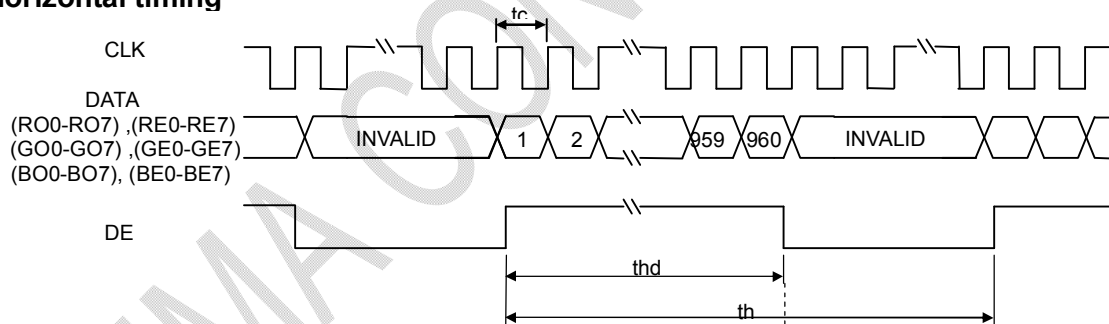 orizontal timing
tc
CLK
DATA
(RO0-RO7) ,(RE0-RE7)
(GO0-GO7) ,(GE0-GE7)
(BO0-BO7), (BE0-BE7)
INVALID 1 2 959 960 INVALID
DE
thd
th